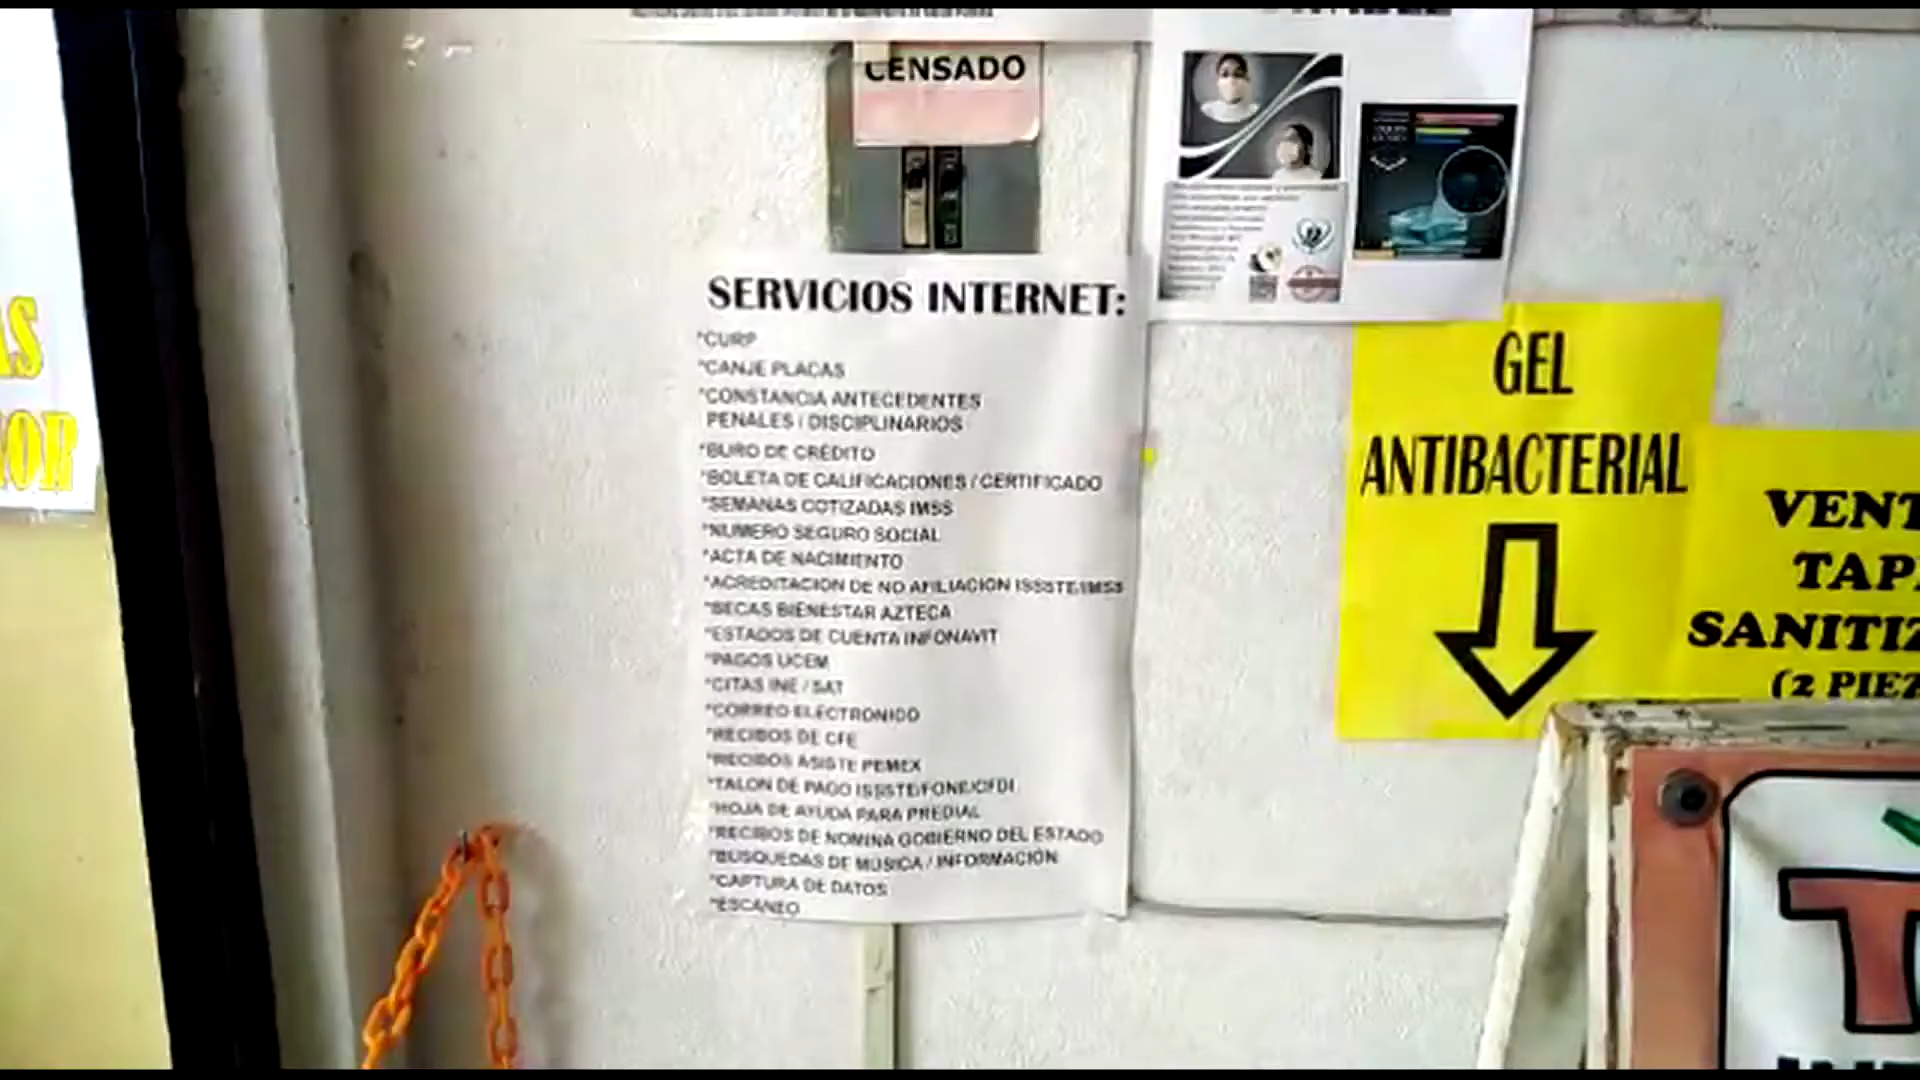 CENSADO
SERVICIOS INTERNET:
*CURP
*CANJE PLACAS
*CONSTANCIA ANTECEDENTES
PENALES / DISCIPLINARIOS
*BURO DE CRÉDITO
*BOLETA DE CALIFICACIONES / CERTIFICADO
*SEMANAS COTIZADAS IMSS
*NUMERO SEGURO SOCIAL
*ACTA DE NACIMIENTO
*ACREDITACION DE NO AFILIACION ISSSTE/IMSS
*BECAS BIENESTAR AZTECA
*ESTADOS DE CUENTA INFONAVIT
*PAGOS UCEM
*CITAS INE / SAT
*CORREO ELECTRONICO
*RECIBOS DE CFE
*RECIBOS ASISTE PEMEX
*TALON DE PAGO ISSSTE/FONE/CFDI
*HOJA DE AYUDA PARA PREDIAL
*RECIBOS DE NOMINA GOBIERNO DEL ESTADO
*BUSQUEDAS DE MUSICA / INFORMACIÓN
*CAPTURA DE DATOS
*ESCANEO
GEL
ANTIBACTERIAL
VENT
TAP
SANITIZ
(2 PIEZ
AS
OR
T